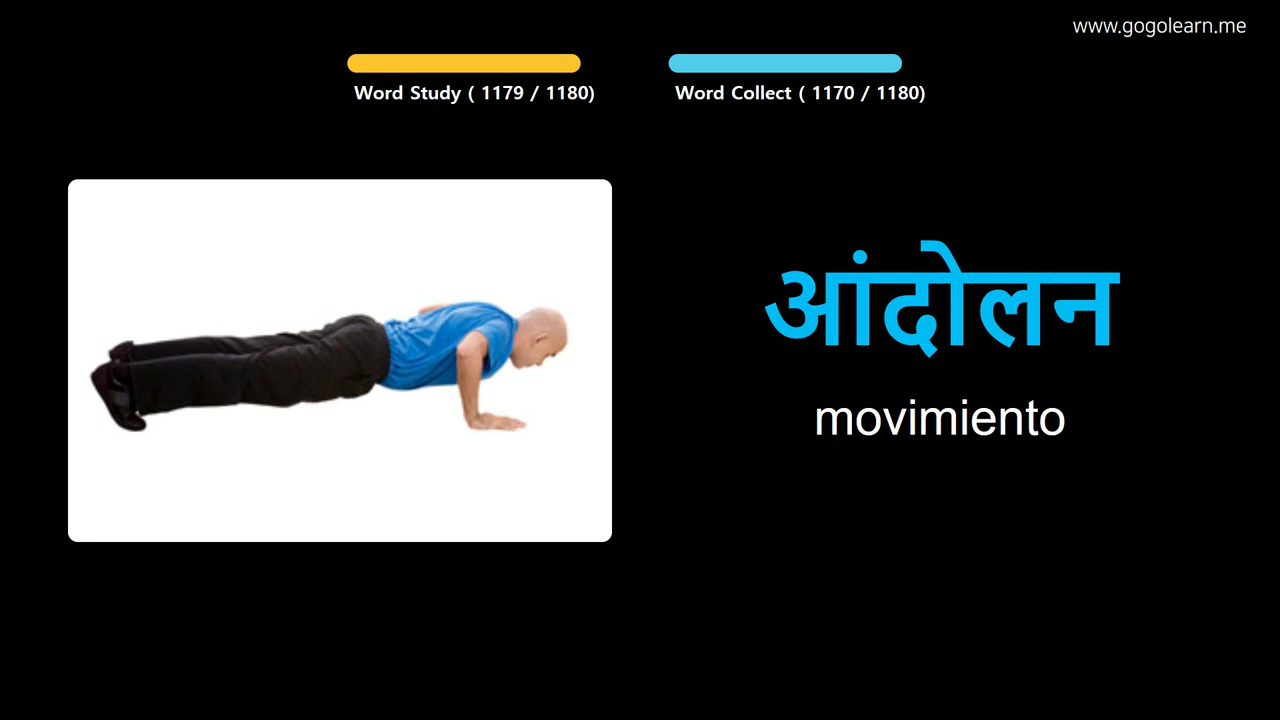 www.gogolearn.me
Word Study ( 1179 / 1180)
Word Collect ( 1170 / 1180)
आंदोलन
movimiento